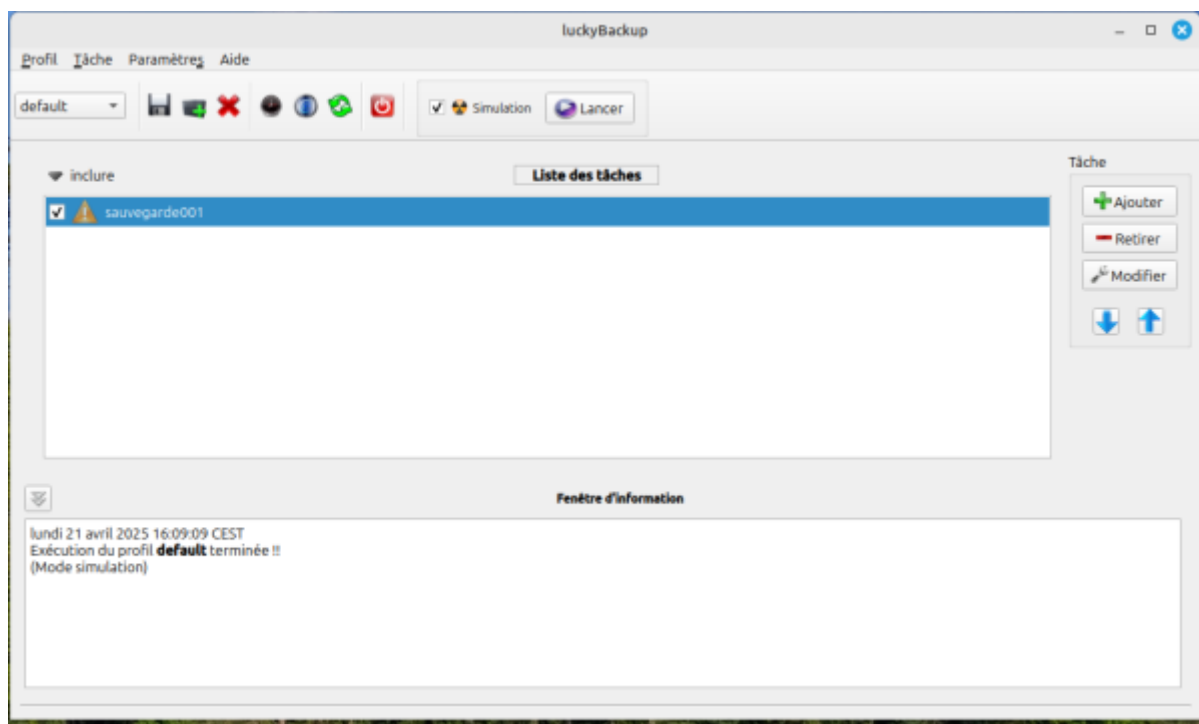 luckyBackup
Profil Tâche Paramètres Aide
default Simulation Lancer
Tâche
inclure Liste des tâches
Ajouter
sauvegarde001
Retirer
Modifier
Fenêtre d'information
lundi 21 avril 2025 16:09:09 CEST
Exécution du profil default terminée !!
(Mode simulation)